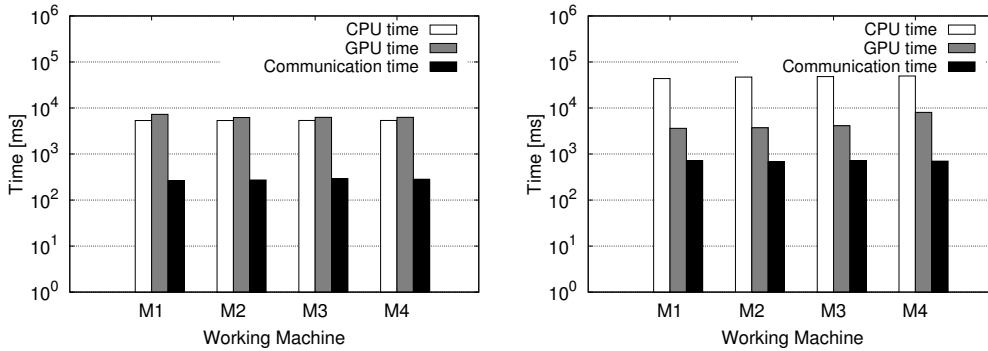 10^6
10^5
10^4
10^3
10^2
10^1
10^0
Time [ms]
CPU time
GPU time
Communication time
M1 M2 M3 M4
Working Machine
10^6
10^5
10^4
10^3
10^2
10^1
10^0
Time [ms]
CPU time
GPU time
Communication time
M1 M2 M3 M4
Working Machine